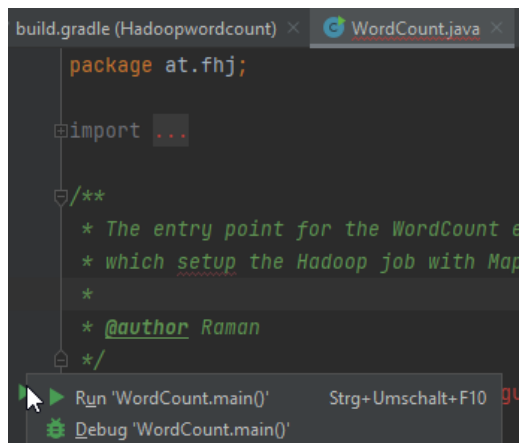 build.gradle (Hadoopwordcount) WordCount.java
package at.fhj;
import ...
/**
* The entry point for the WordCount e
* which setup the Hadoop job with Map
*
* @author Raman
*/
Run 'WordCount.main()' Strg+Umschalt+F10
Debug 'WordCount.main()'